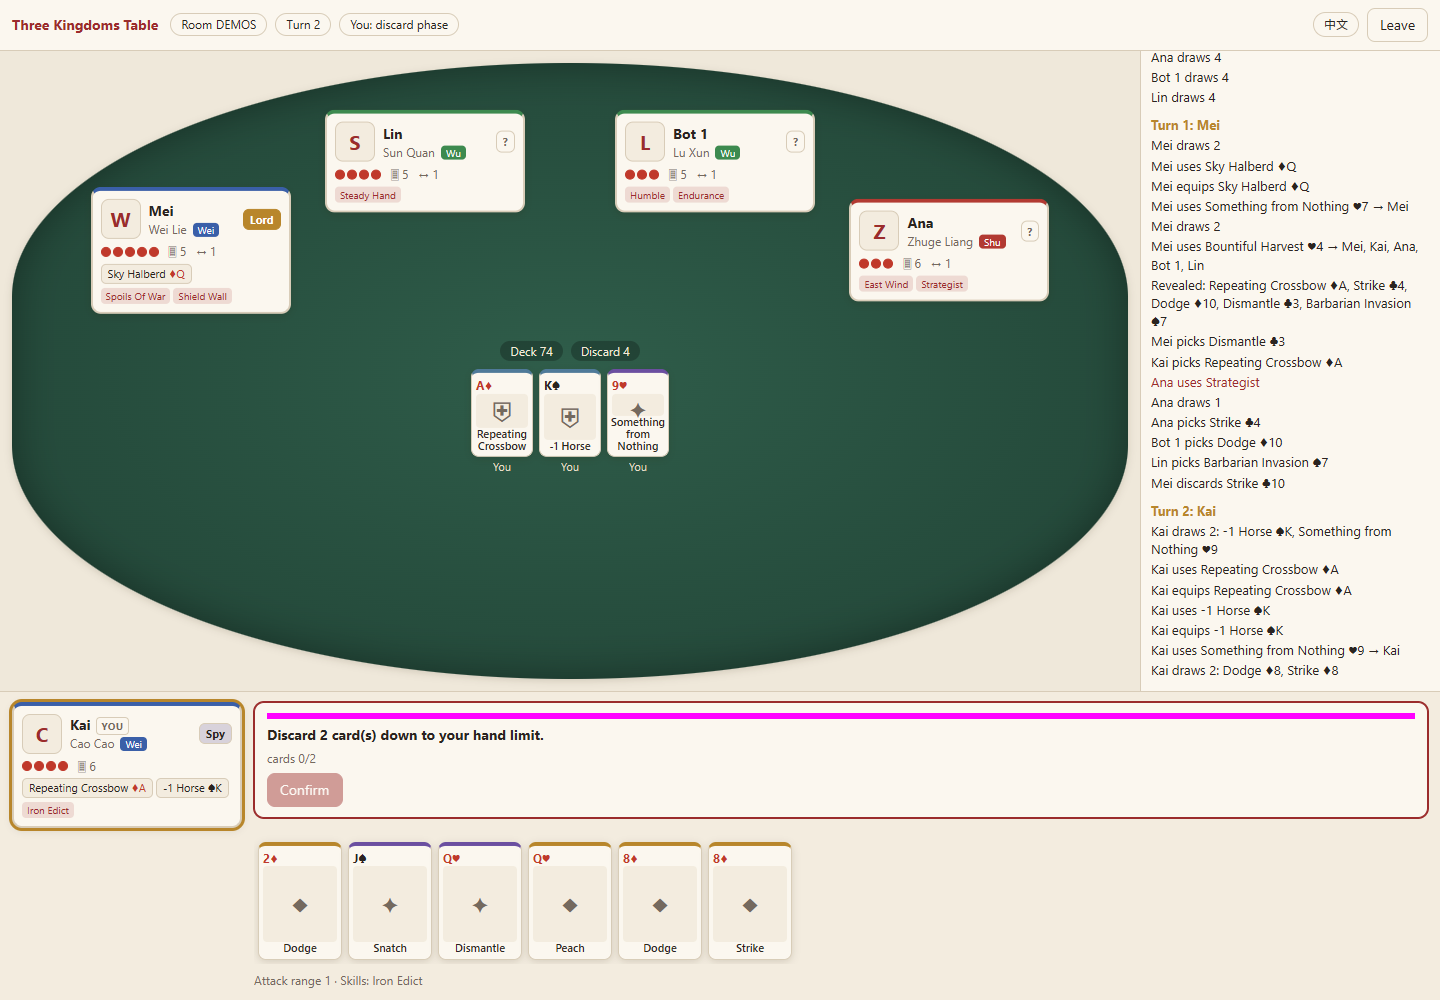 Three Kingdoms Table
Room DEMOS
Turn 2
You: discard phase
中文
Leave
S
Lin
Sun Quan Wu
?
5 ↔ 1
Steady Hand
L
Bot 1
Lu Xun Wu
?
5 ↔ 1
Humble Endurance
W
Mei
Wei Lie Wei
Lord
5 ↔ 1
Sky Halberd ♦Q
Spoils Of War Shield Wall
Z
Ana
Zhuge Liang Shu
?
6 ↔ 1
East Wind Strategist
Deck 74 Discard 4
A♦
Repeating
Crossbow
You
K♠
-1 Horse
You
9♥
Something
from
Nothing
You
Ana draws 4
Bot 1 draws 4
Lin draws 4
Turn 1: Mei
Mei draws 2
Mei uses Sky Halberd ♦Q
Mei equips Sky Halberd ♦Q
Mei uses Something from Nothing ♥7 → Mei
Mei draws 2
Mei uses Bountiful Harvest ♥4 → Mei, Kai, Ana,
Bot 1, Lin
Revealed: Repeating Crossbow ♦A, Strike ♣4,
Dodge ♦10, Dismantle ♣3, Barbarian Invasion
♠7
Mei picks Dismantle ♣3
Kai picks Repeating Crossbow ♦A
Ana uses Strategist
Ana draws 1
Ana picks Strike ♣4
Bot 1 picks Dodge ♦10
Lin picks Barbarian Invasion ♠7
Mei discards Strike ♣10
Turn 2: Kai
Kai draws 2: -1 Horse ♠K, Something from
Nothing ♥9
Kai uses Repeating Crossbow ♦A
Kai equips Repeating Crossbow ♦A
Kai uses -1 Horse ♠K
Kai equips -1 Horse ♠K
Kai uses Something from Nothing ♥9 → Kai
Kai draws 2: Dodge ♦8, Strike ♦8
C
Kai YOU
Cao Cao Wei
Spy
6
Repeating Crossbow ♦A -1 Horse ♠K
Iron Edict
Discard 2 card(s) down to your hand limit.
cards 0/2
Confirm
2♦
Dodge
J♠
Snatch
Q♥
Dismantle
Q♥
Peach
8♦
Dodge
8♦
Strike
Attack range 1 · Skills: Iron Edict